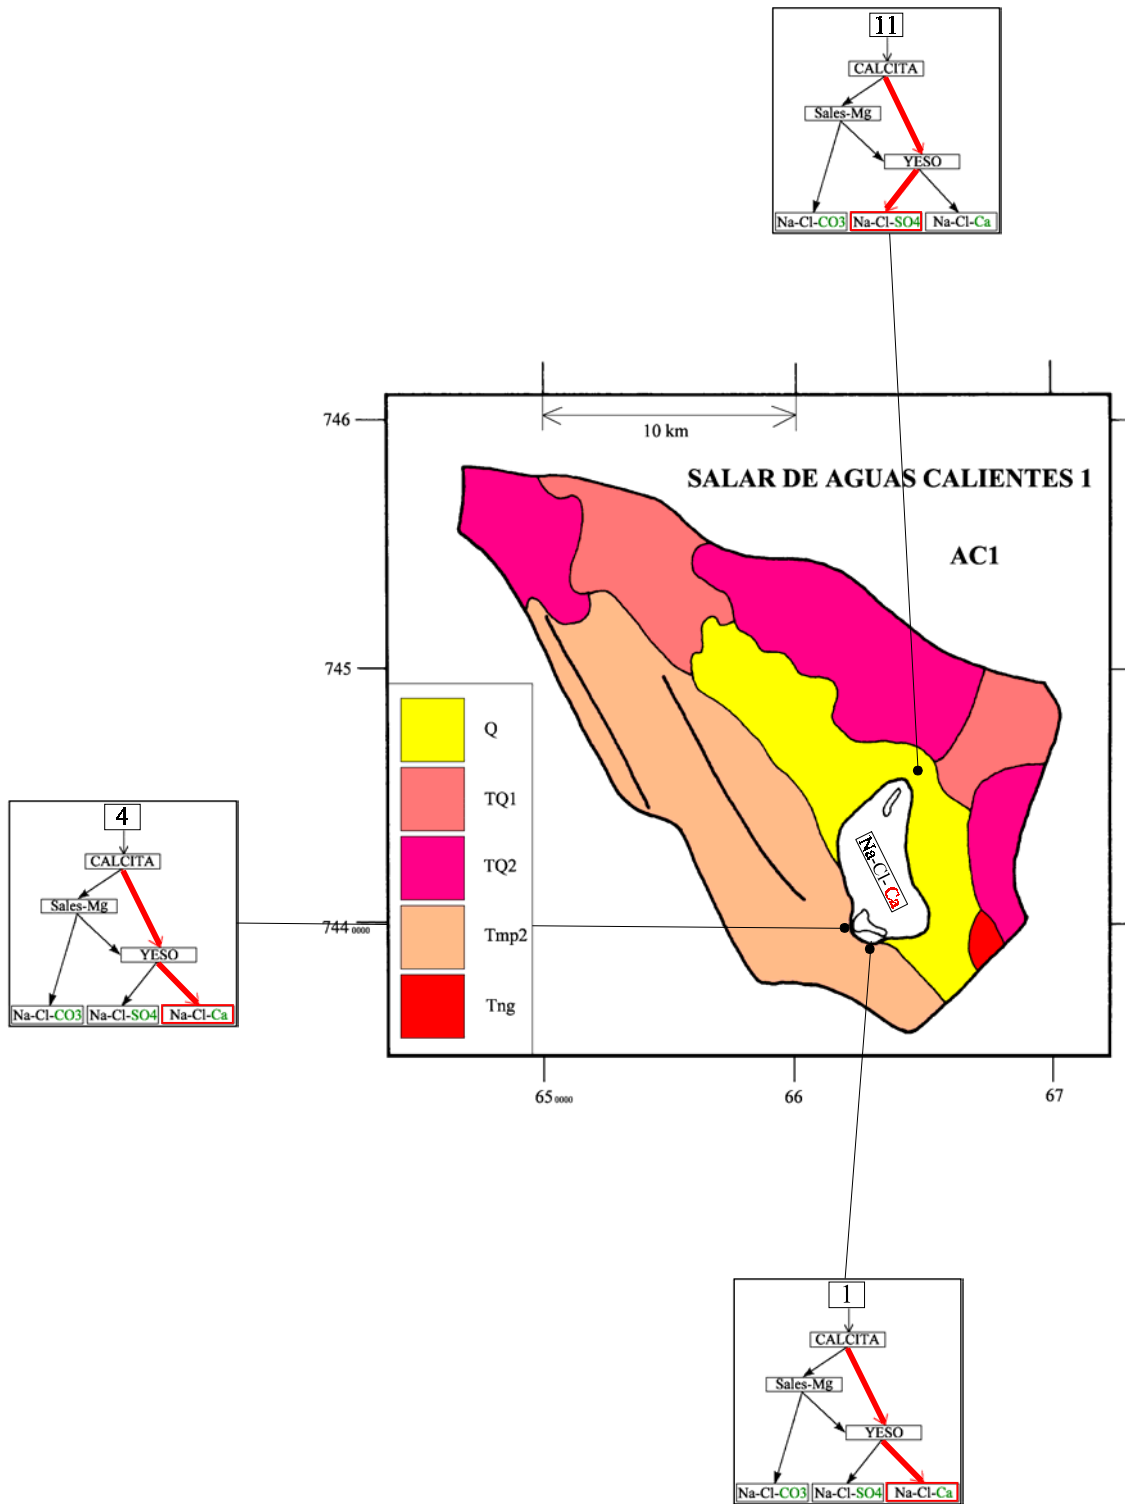 11
CALCITA
Sales-Mg
YESO
Na-Cl-CO3 Na-Cl-SO4 Na-Cl-Ca
746
10 km
SALAR DE AGUAS CALIENTES 1
AC1
745
Q
TQ1
TQ2
Tmp2
Tng
Na-Cl-Ca
4
CALCITA
Sales-Mg
YESO
Na-Cl-CO3 Na-Cl-SO4 Na-Cl-Ca
744 0000
65 0000 66 67
1
CALCITA
Sales-Mg
YESO
Na-Cl-CO3 Na-Cl-SO4 Na-Cl-Ca